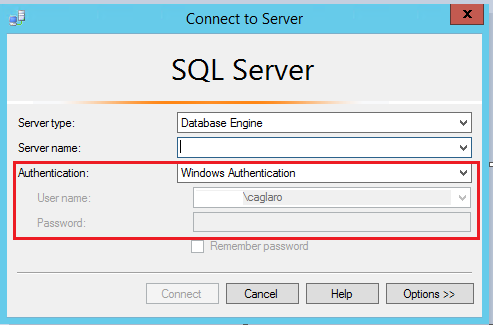 Connect to Server
x
SQL Server
Server type: Database Engine
Server name:
Authentication: Windows Authentication
User name: \caglaro
Password:
Remember password
Connect Cancel Help Options >>